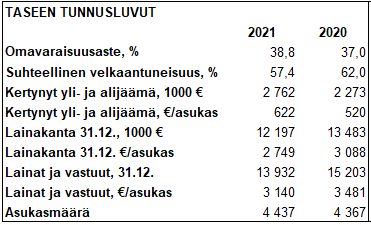 TASEEN TUNNUSLUVUT
2021 2020
Omavaraisuusaste, % 38,8 37,0
Suhteellinen velkaantuneisuus, % 57,4 62,0
Kertynyt yli- ja alijäämä, 1000 € 2 762 2 273
Kertynyt yli- ja alijäämä, €/asukas 622 520
Lainakanta 31.12., 1000 € 12 197 13 483
Lainakanta 31.12. €/asukas 2 749 3 088
Lainat ja vastuut, 31.12. 13 932 15 203
Lainat ja vastuut, €/asukas 3 140 3 481
Asukasmäärä 4 437 4 367